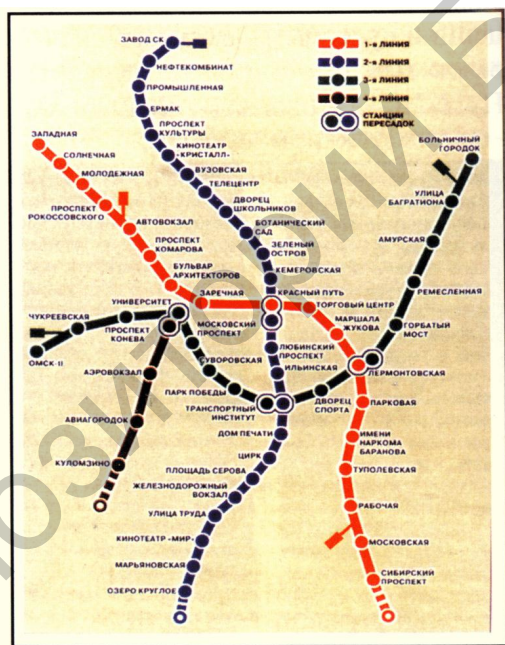 ЗАВОД СК
НЕФТЕКОМБИНАТ
ПРОМЫШЛЕННАЯ
ЕРМАК
ПРОСПЕКТ
КУЛЬТУРЫ
КИНОТЕАТР
«КРИСТАЛЛ»
ВУЗОВСКАЯ
ТЕЛЕЦЕНТР
ДВОРЕЦ
ШКОЛЬНИКОВ
БОТАНИЧЕСКИЙ
САД
ЗЕЛЕНЫЙ
ОСТРОВ
КЕМЕРОВСКАЯ
1-я ЛИНИЯ
2-я ЛИНИЯ
3-я ЛИНИЯ
4-я ЛИНИЯ
СТАНЦИИ
ПЕРЕСАДОК
ЗАПАДНАЯ
СОЛНЕЧНАЯ
МОЛОДЕЖНАЯ
ПРОСПЕКТ
РОКОССОВСКОГО
АВТОВОКЗАЛ
ПРОСПЕКТ
КОМАРОВА
БУЛЬВАР
АРХИТЕКТОРОВ
ЗАРЕЧНАЯ
КРАСНЫЙ ПУТЬ
ТОРГОВЫЙ ЦЕНТР
МАРШАЛА
ЖУКОВА
БОЛЬНИЧНЫЙ
ГОРОДОК
УЛИЦА
БАГРАТИОНА
АМУРСКАЯ
РЕМЕСЛЕННАЯ
ГОРБАТЫЙ
МОСТ
ЛЕРМОНТОВСКАЯ
УНИВЕРСИТЕТ
ЧУКРЕЕВСКАЯ
ПРОСПЕКТ
КОНЕВА
ОМСК-II
МОСКОВСКИЙ
ПРОСПЕКТ
СУВОРОВСКАЯ
ПАРК ПОБЕДЫ
ТРАНСПОРТНЫЙ
ИНСТИТУТ
ЛЮБИНСКИЙ
ПРОСПЕКТ
ИЛЬИНСКАЯ
ДВОРЕЦ
СПОРТА
АЭРОВОКЗАЛ
АВИАГОРОДОК
КУЛОМЗИНО
ДОМ ПЕЧАТИ
ЦИРК
ПЛОЩАДЬ СЕРОВА
ЖЕЛЕЗНОДОРОЖНЫЙ
ВОКЗАЛ
УЛИЦА ТРУДА
КИНОТЕАТР «МИР»
МАРЬЯНОВСКАЯ
ОЗЕРО КРУГЛОЕ
ПАРКОВАЯ
ИМЕНИ
НАРКОМА
БАРАНОВА
ТУПОЛЕВСКАЯ
РАБОЧАЯ
МОСКОВСКАЯ
СИБИРСКИЙ
ПРОСПЕКТ